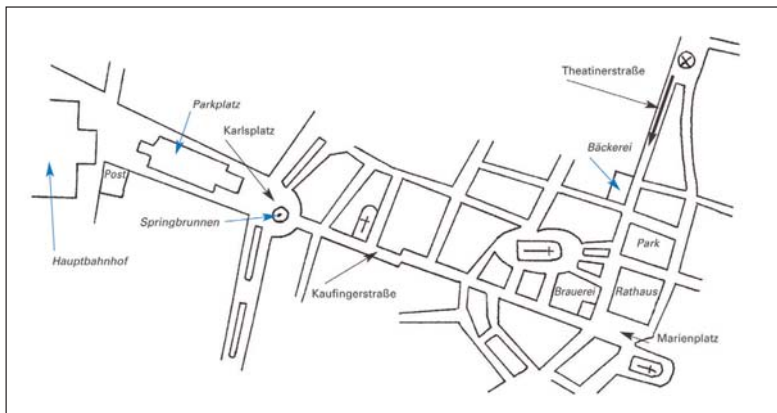 Theatinerstraße
Parkplatz
Karlsplatz
Bäckerei
Post
Springbrunnen
Park
Hauptbahnhof
Kaufingerstraße
Brauerei
Rathaus
Marienplatz